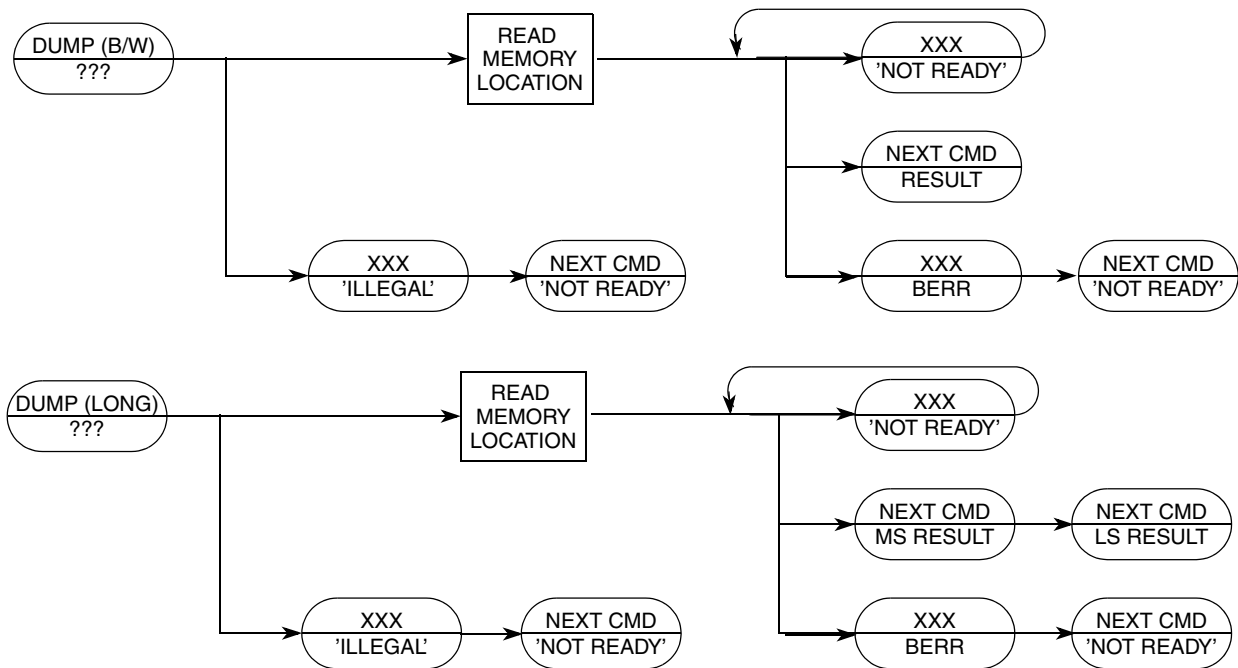 DUMP (B/W)
???
READ
MEMORY
LOCATION
XXX
'NOT READY'
NEXT CMD
RESULT
XXX
'ILLEGAL'
NEXT CMD
'NOT READY'
XXX
BERR
NEXT CMD
'NOT READY'
DUMP (LONG)
???
READ
MEMORY
LOCATION
XXX
'NOT READY'
NEXT CMD
MS RESULT
NEXT CMD
LS RESULT
XXX
'ILLEGAL'
NEXT CMD
'NOT READY'
XXX
BERR
NEXT CMD
'NOT READY'